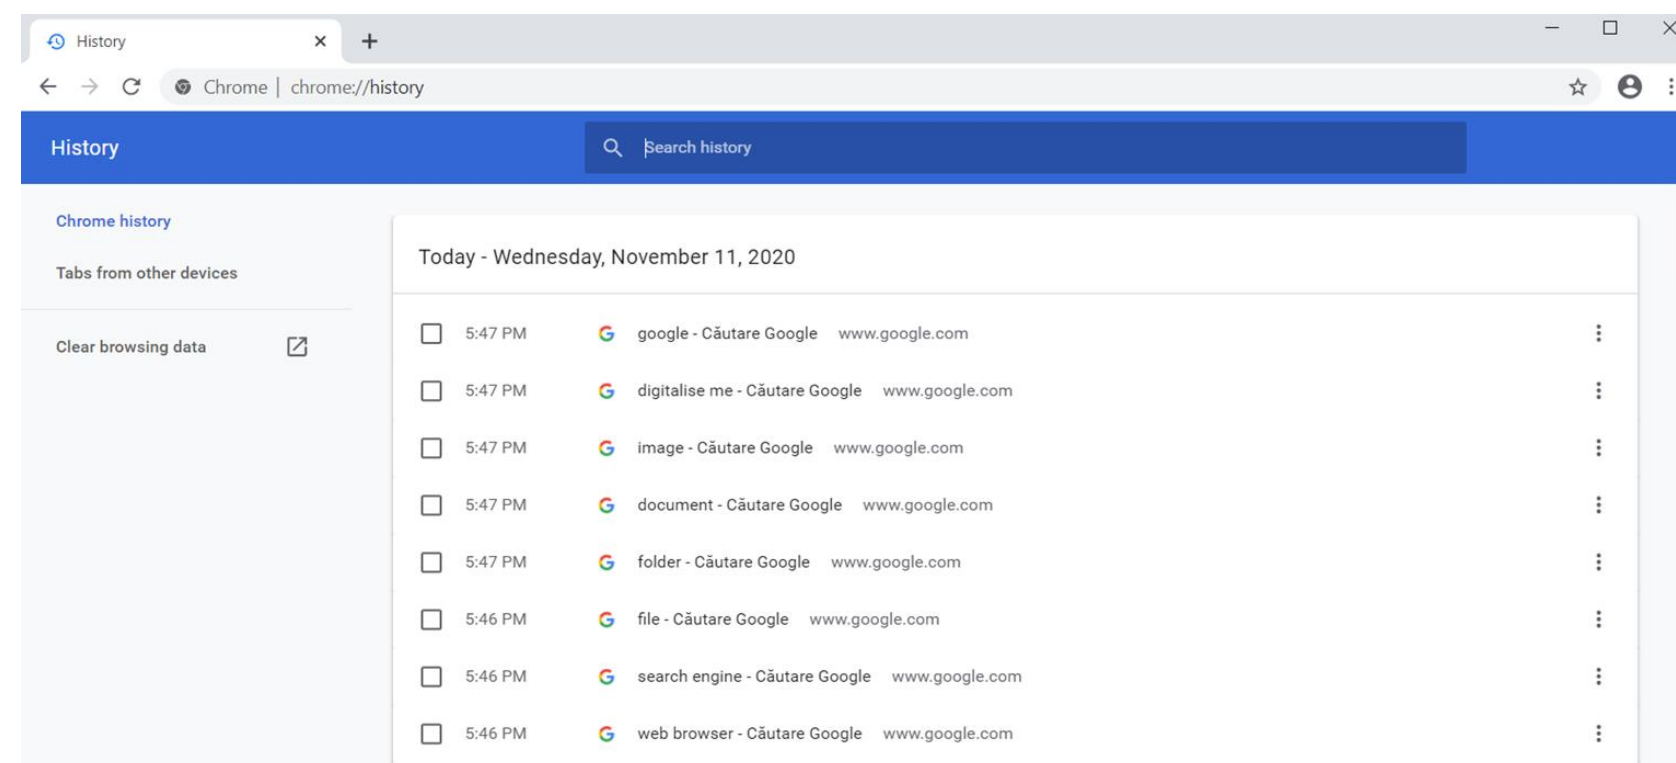 History
Chrome | chrome://history
History
Search history
Chrome history
Tabs from other devices
Clear browsing data
Today - Wednesday, November 11, 2020
5:47 PM google - Căutare Google www.google.com
5:47 PM digitalise me - Căutare Google www.google.com
5:47 PM image - Căutare Google www.google.com
5:47 PM document - Căutare Google www.google.com
5:47 PM folder - Căutare Google www.google.com
5:46 PM file - Căutare Google www.google.com
5:46 PM search engine - Căutare Google www.google.com
5:46 PM web browser - Căutare Google www.google.com